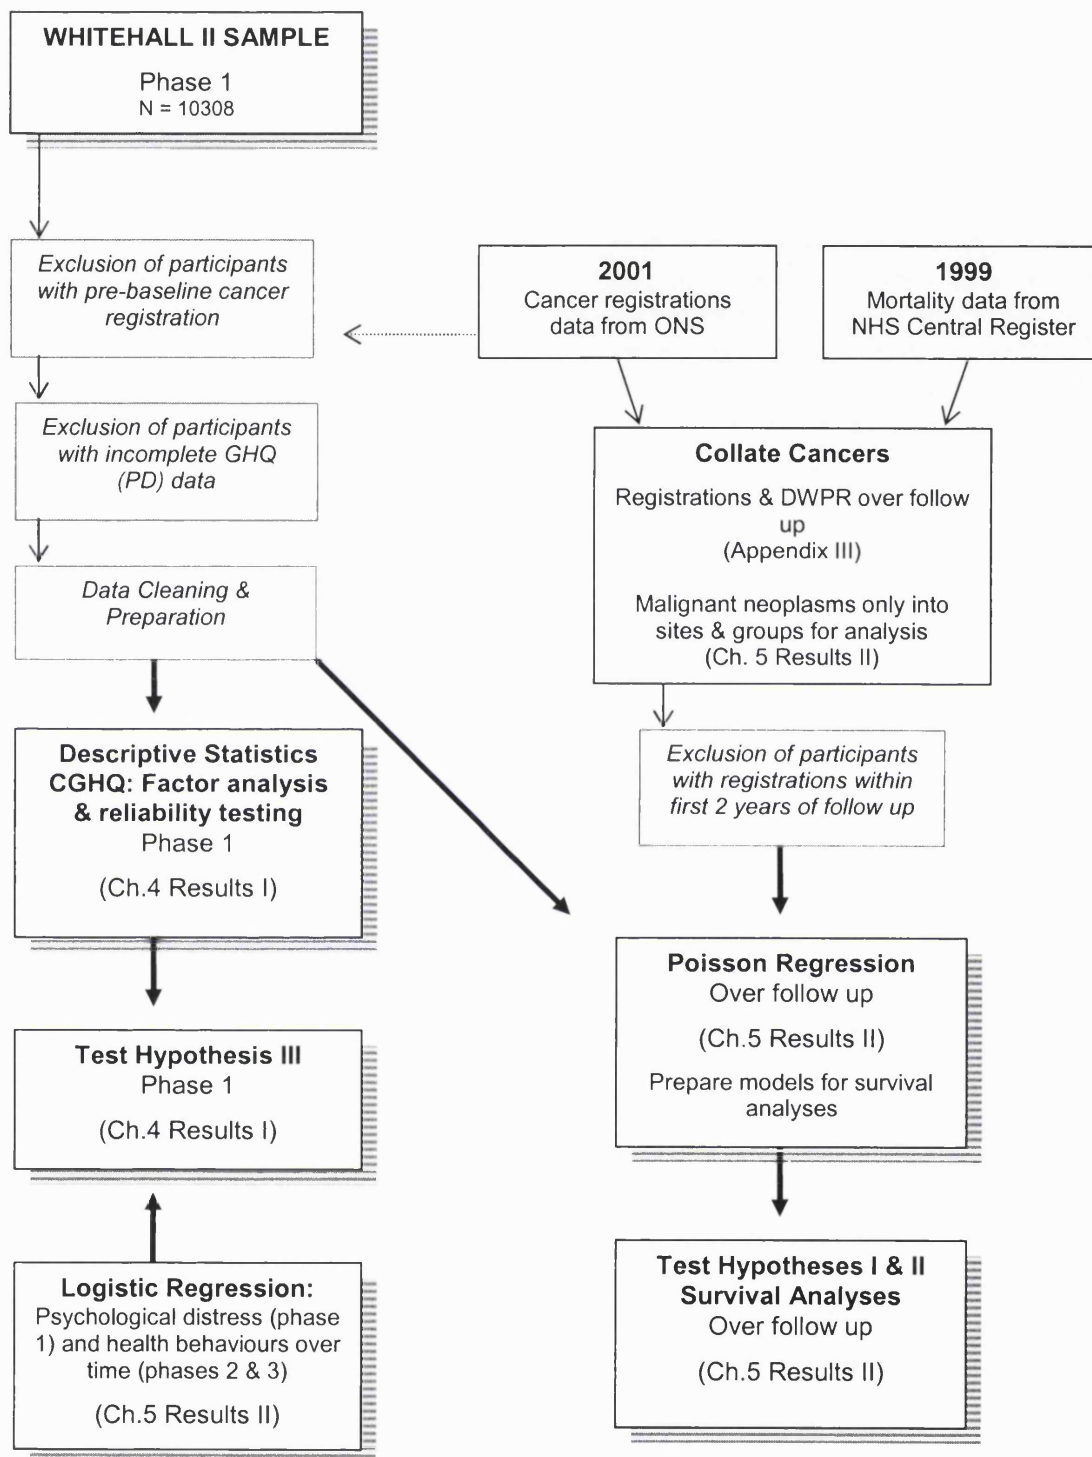 WHITEHALL II SAMPLE
Phase 1
N = 10308
Exclusion of participants
with pre-baseline cancer
registration
2001
Cancer registrations
data from ONS
1999
Mortality data from
NHS Central Register
Exclusion of participants
with incomplete GHQ
(PD) data
Collate Cancers
Registrations & DWPR over follow
up
(Appendix III)
Malignant neoplasms only into
sites & groups for analysis
(Ch. 5 Results II)
Data Cleaning &
Preparation
Descriptive Statistics
CGHQ: Factor analysis
& reliability testing
Phase 1
(Ch.4 Results I)
Exclusion of participants
with registrations within
first 2 years of follow up
Poisson Regression
Over follow up
(Ch.5 Results II)
Prepare models for survival
analyses
Test Hypothesis III
Phase 1
(Ch.4 Results I)
Logistic Regression:
Psychological distress (phase
1) and health behaviours over
time (phases 2 & 3)
(Ch.5 Results II)
Test Hypotheses I & II
Survival Analyses
Over follow up
(Ch.5 Results II)